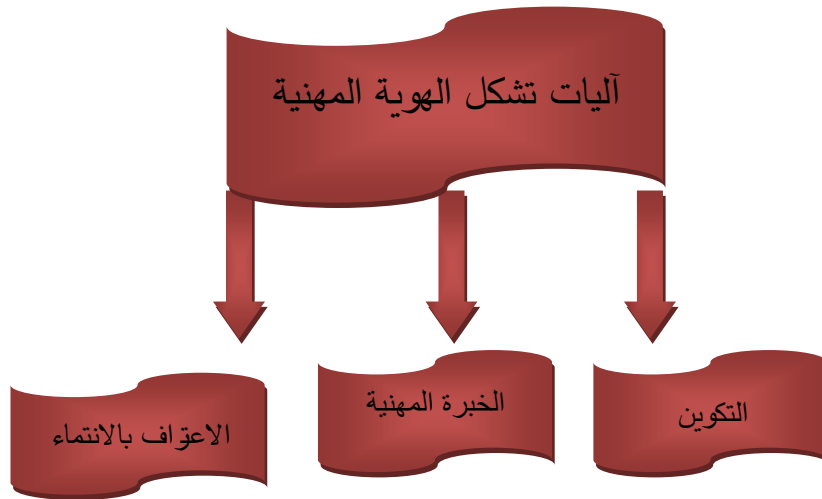 آليات تشكل الهوية المهنية
التكوين
الخبرة المهنية
الاعتراف بالانتماء